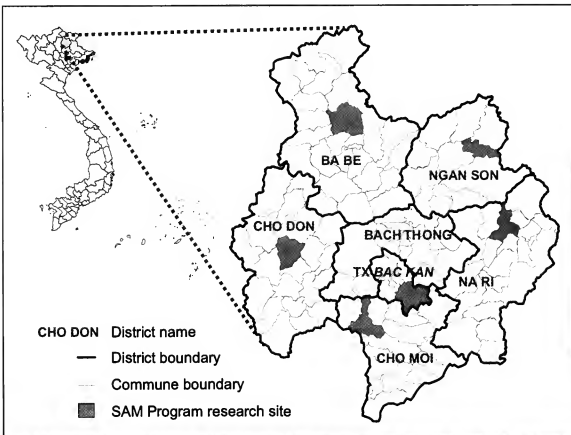 BA BE
NGAN SON
CHO DON
BACH THONG
TX BAC KAN
NA RI
CHO MOI
CHO DON District name
District boundary
Commune boundary
SAM Program research site